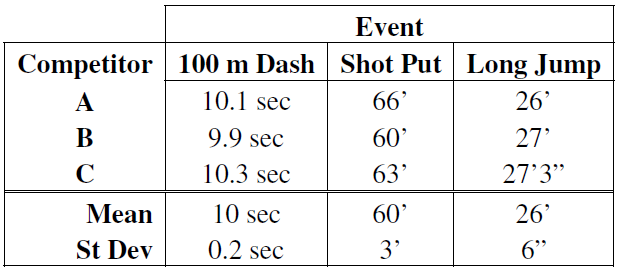 Event
Competitor 100 m Dash Shot Put Long Jump
A 10.1 sec 66’ 26’
B 9.9 sec 60’ 27’
C 10.3 sec 63’ 27’3”
Mean 10 sec 60’ 26’
St Dev 0.2 sec 3’ 6”